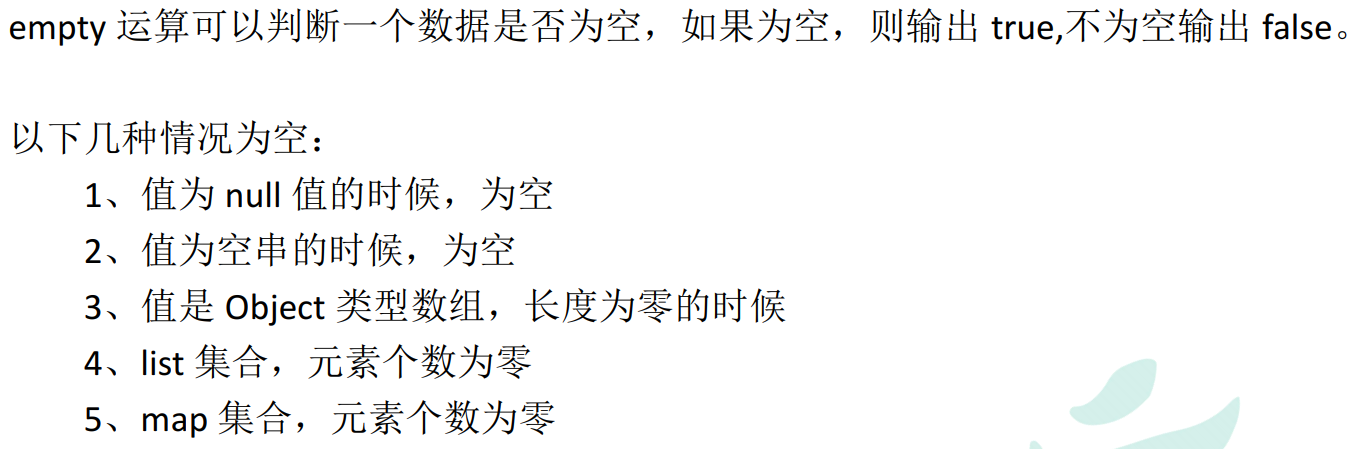 empty 运算可以判断一个数据是否为空，如果为空，则输出 true,不为空输出 false。
以下几种情况为空：
1、值为 null 值的时候，为空
2、值为空串的时候，为空
3、值是 Object 类型数组，长度为零的时候
4、list 集合，元素个数为零
5、map 集合，元素个数为零